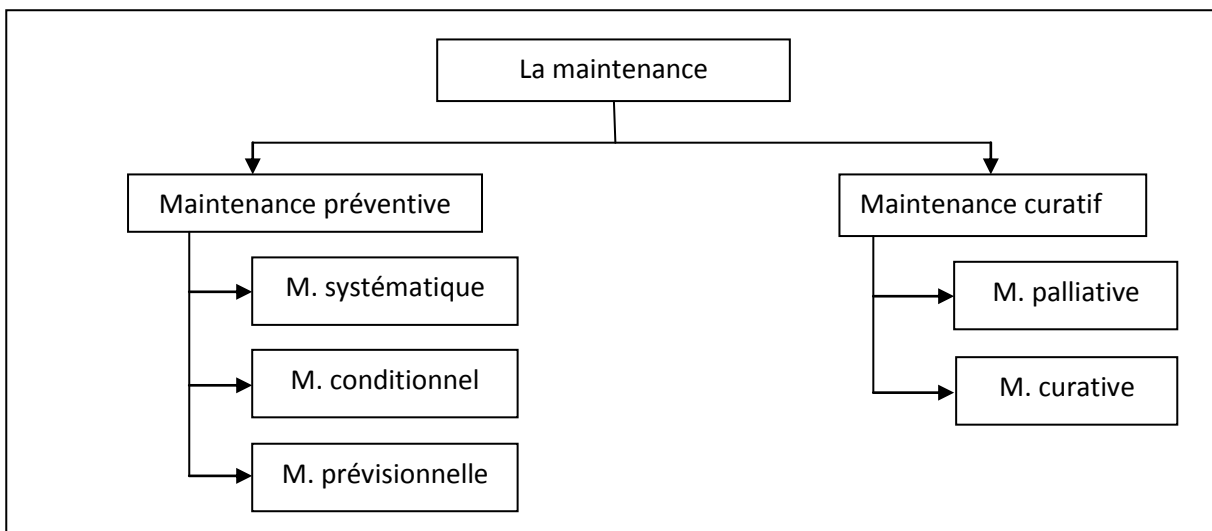 La maintenance
Maintenance préventive
Maintenance curatif
M. systématique
M. palliative
M. conditionnel
M. curative
M. prévisionnelle